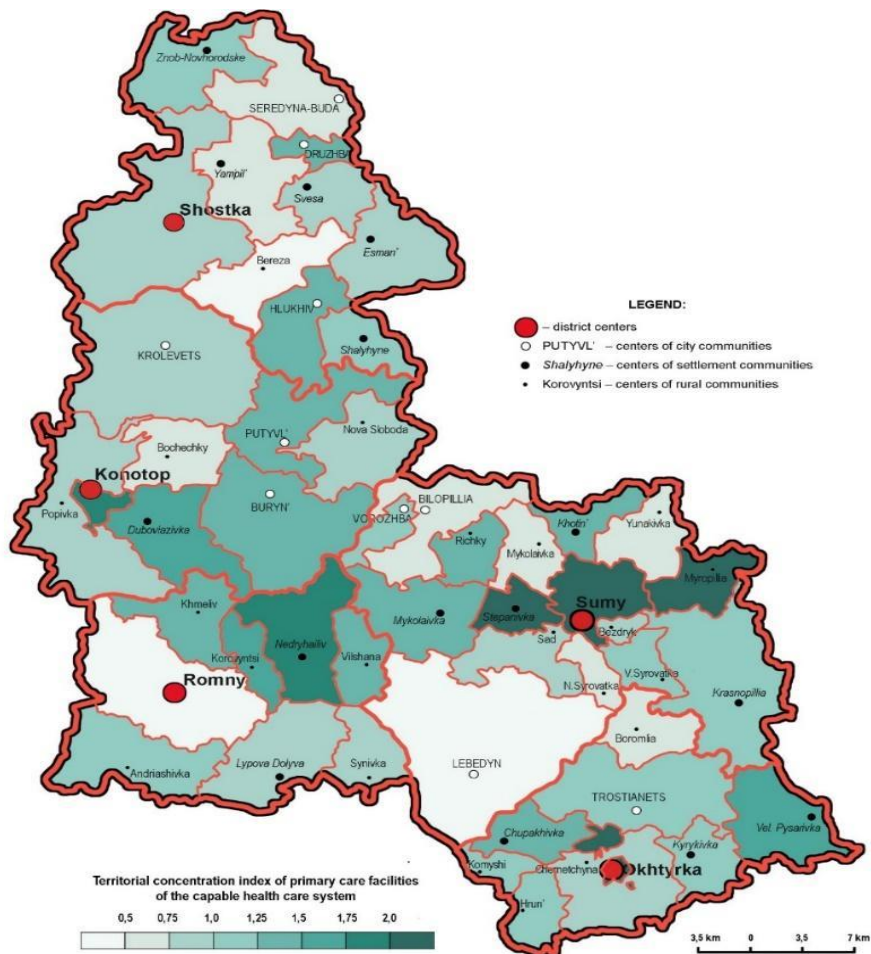 Znob-Novhorodske
SEREDYNA-BUDA
DRUZHBA
Yampil'
Svesa
Shostka
Esman'
Bereza
HLUKHIV
Shalyhyne
KROLEVETS
LEGEND:
– district centers
PUTYVL' – centers of city communities
Shalyhyne – centers of settlement communities
Korovyntsi – centers of rural communities
Nova Sloboda
PUTYVL'
Bochechky
Konotop
Popivka
BURYN'
Duboviazivka
BILOPILLIA
VOROZHBA
Richky
Mykolaivka
Khotin'
Yunakivka
Myropillia
Khmeliv
Nedryhailiv
Mykolaivka
Stepanivka
Sumy
Sad
Bezdryk
Korovyntsi
Vilshana
Romny
N.Syrovatka
V.Syrovatka
Krasnopillia
Boromlia
Andriashivka
Lypova Dolyva
Synivka
LEBEDYN
TROSTIANETS
Chupakhivka
Vel. Pysarivka
Kyrykivka
Komyshi
Chernetchyna
Okhtyrka
Hrun'
Territorial concentration index of primary care facilities
of the capable health care system
0,5 0,75 1,0 1,25 1,5 1,75 2,0
3,5 km 0 3,5 7 km